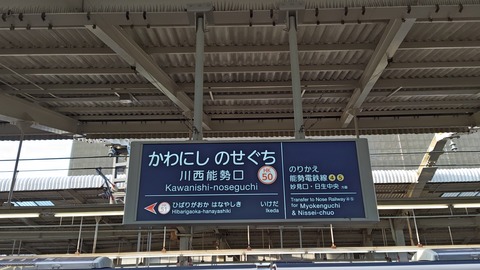 かわにし のせぐち
川西能勢口
HK
50
Kawanishi-noseguchi
51
ひばりがおか はなやしき
Hibarigaoka-hanayashiki
いけだ
Ikeda
のりかえ
能勢電鉄線 4 5
妙見口・日生中央
Transfer to Nose Railway
for Myokenguchi
& Nissei-chuo